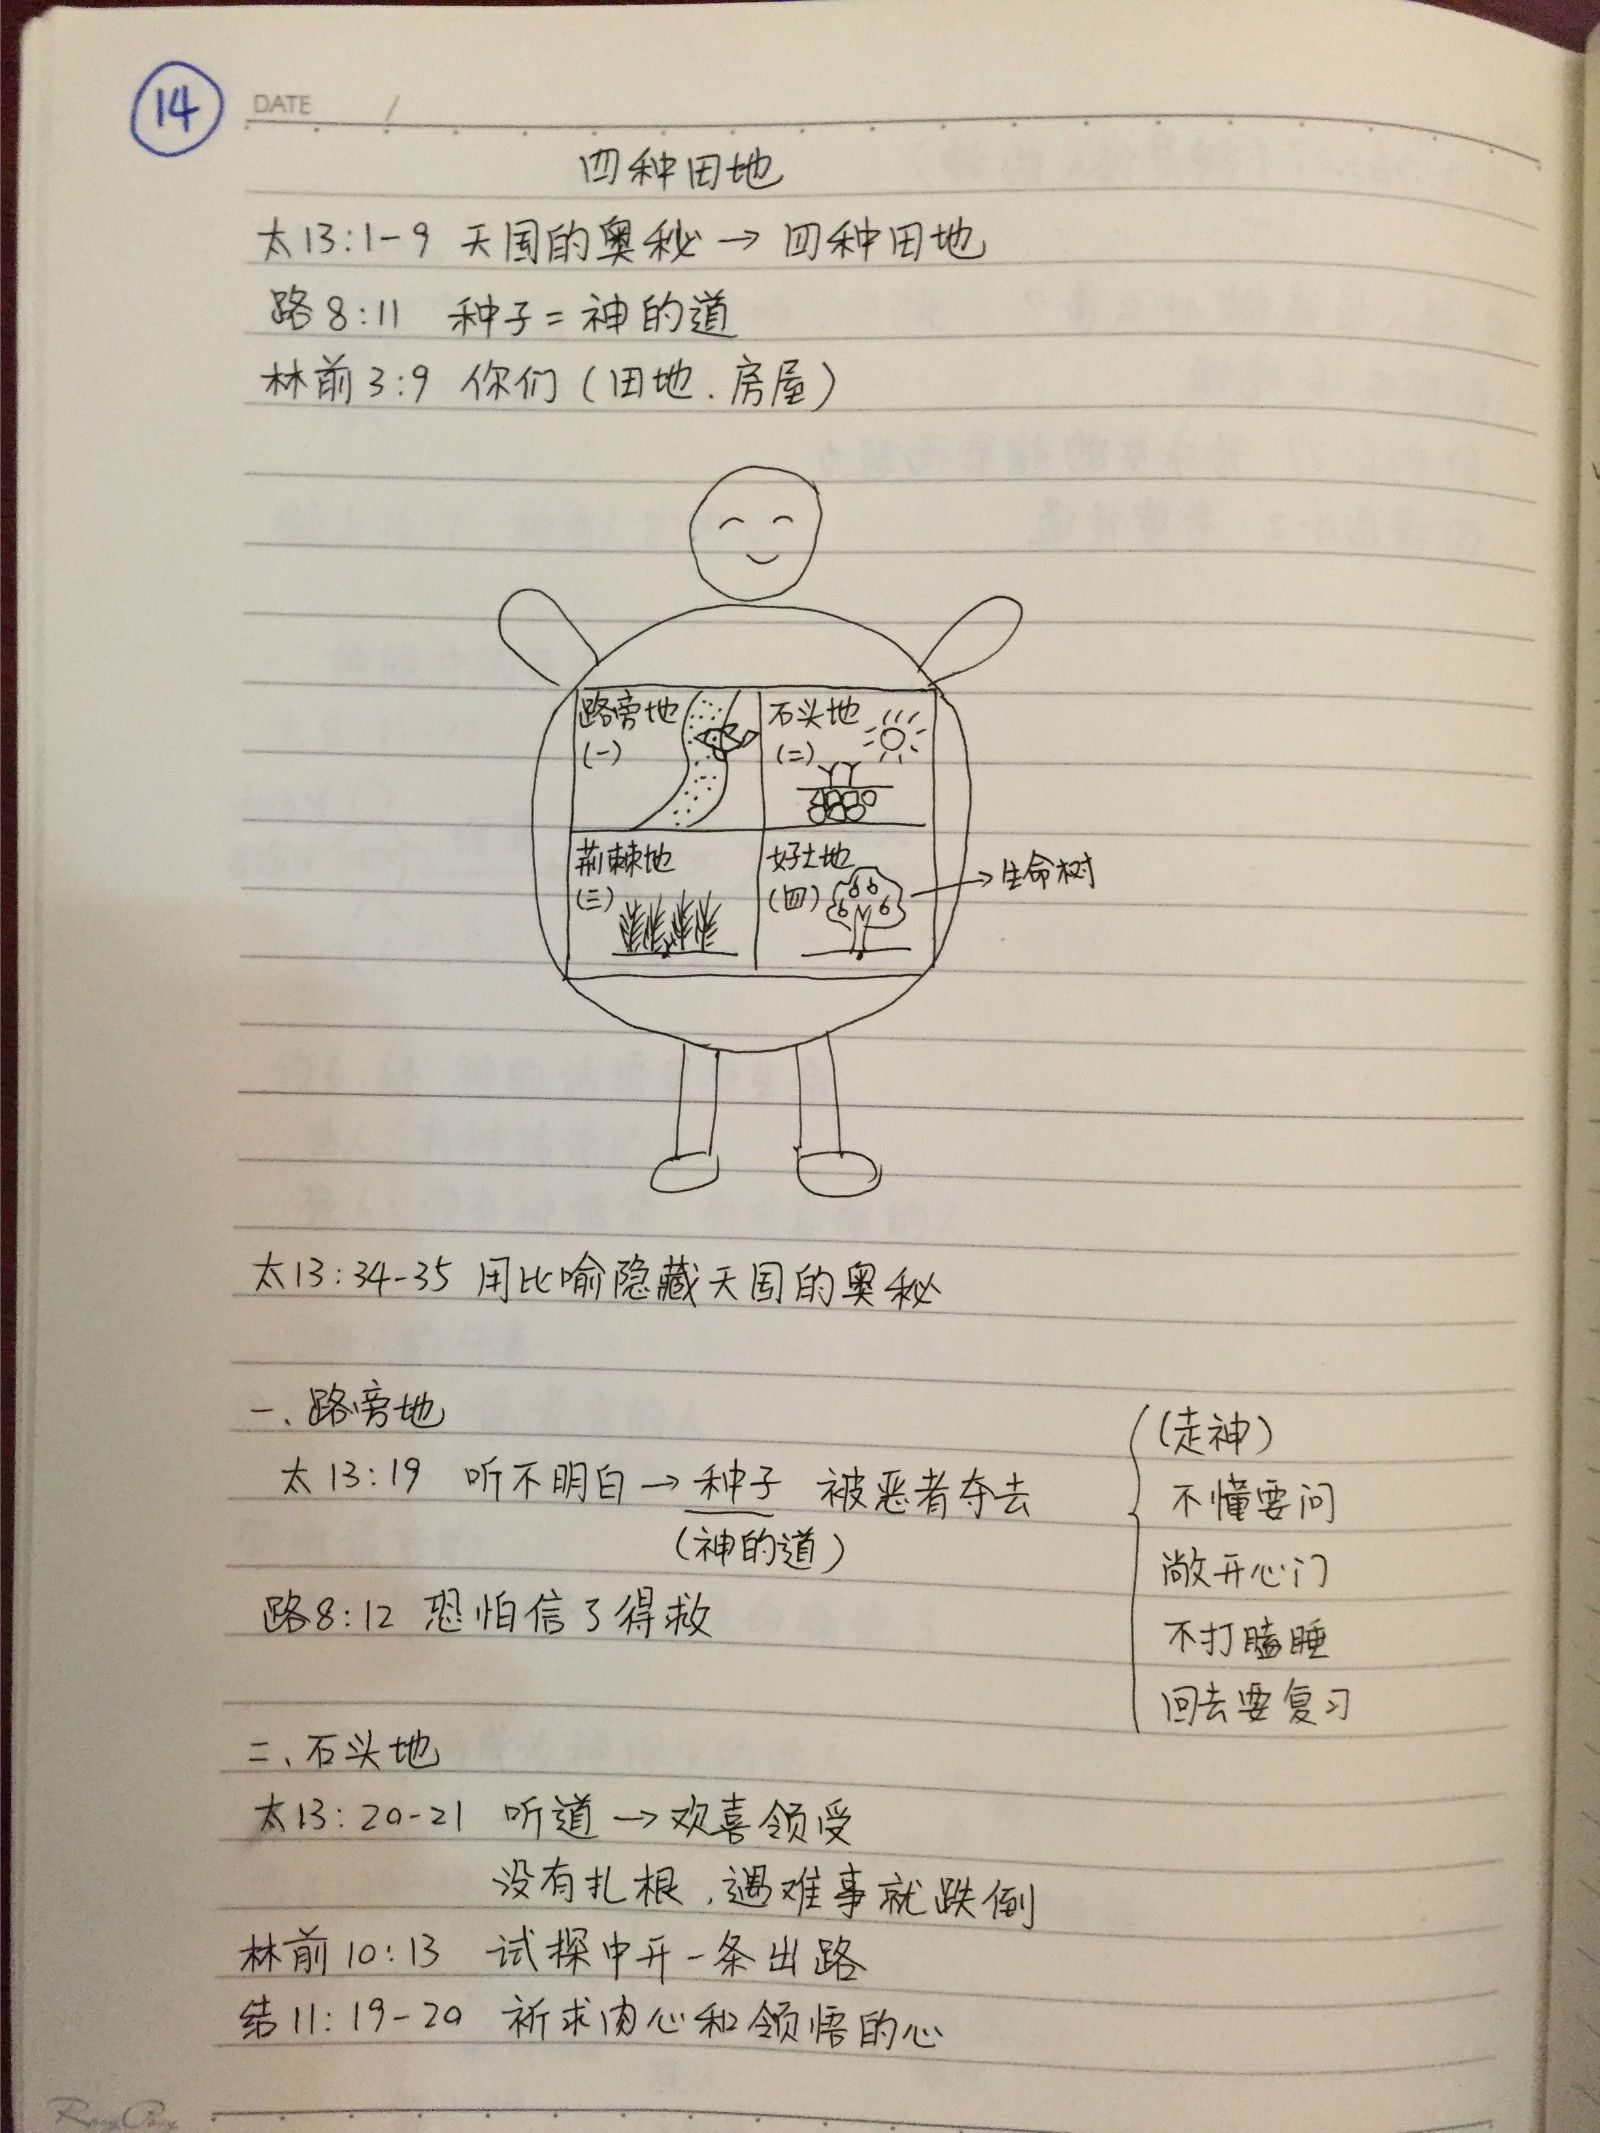 14
DATE /
四种田地
太13:1-9 天国的奥秘→四种田地
路8:11 种子=神的道
林前3:9 你们(田地.房屋)
路旁地
(一)
石头地
(二)
荆棘地
(三)
好土地
(四)
→生命树
太13:34-35 用比喻隐藏天国的奥秘
一、路旁地
太13:19 听不明白→种子 被恶者夺去
(神的道)
路8:12 恐怕信了得救
(走神)
不懂要问
敞开心门
不打瞌睡
回去要复习
二、石头地
太13:20-21 听道→欢喜领受
没有扎根,遇难事就跌倒
林前10:13 试探中开一条出路
结11:19-20 祈求肉心和领悟的心